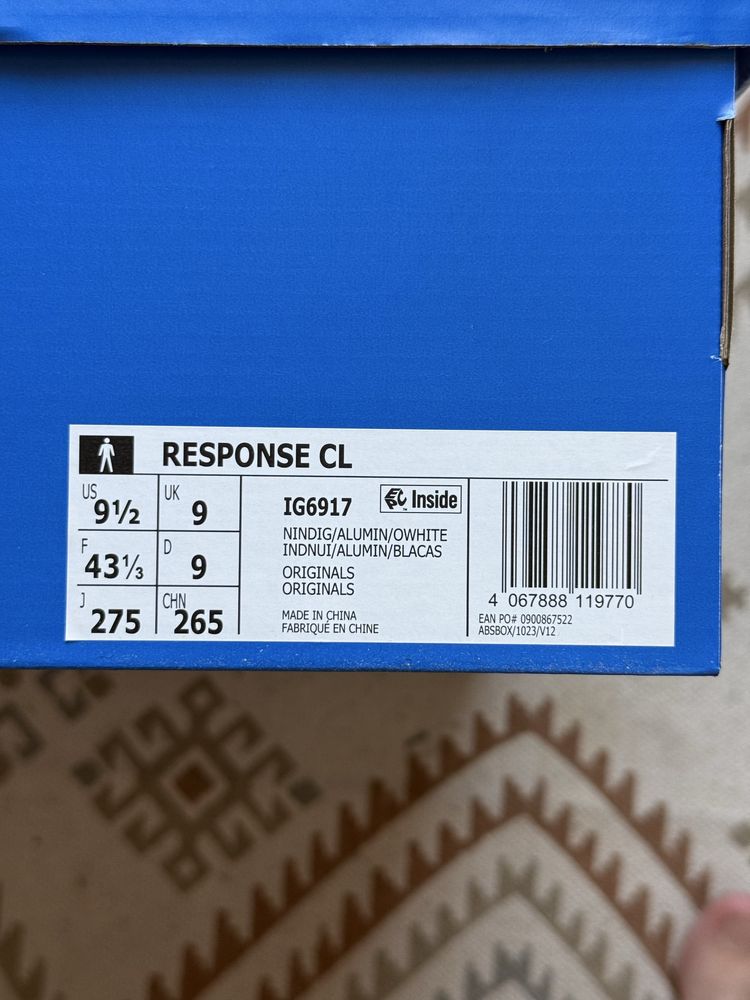 RESPONSE CL
US 9½ UK 9
F 43⅓ D 9
J 275 CHN 265
IG6917 Inside
NINDIG/ALUMIN/OWHITE
INDNUI/ALUMIN/BLACAS
ORIGINALS
ORIGINALS
MADE IN CHINA
FABRIQUÉ EN CHINE
4 067888 119770
EAN PO# 0900867522
ABSBOX/1023/V12